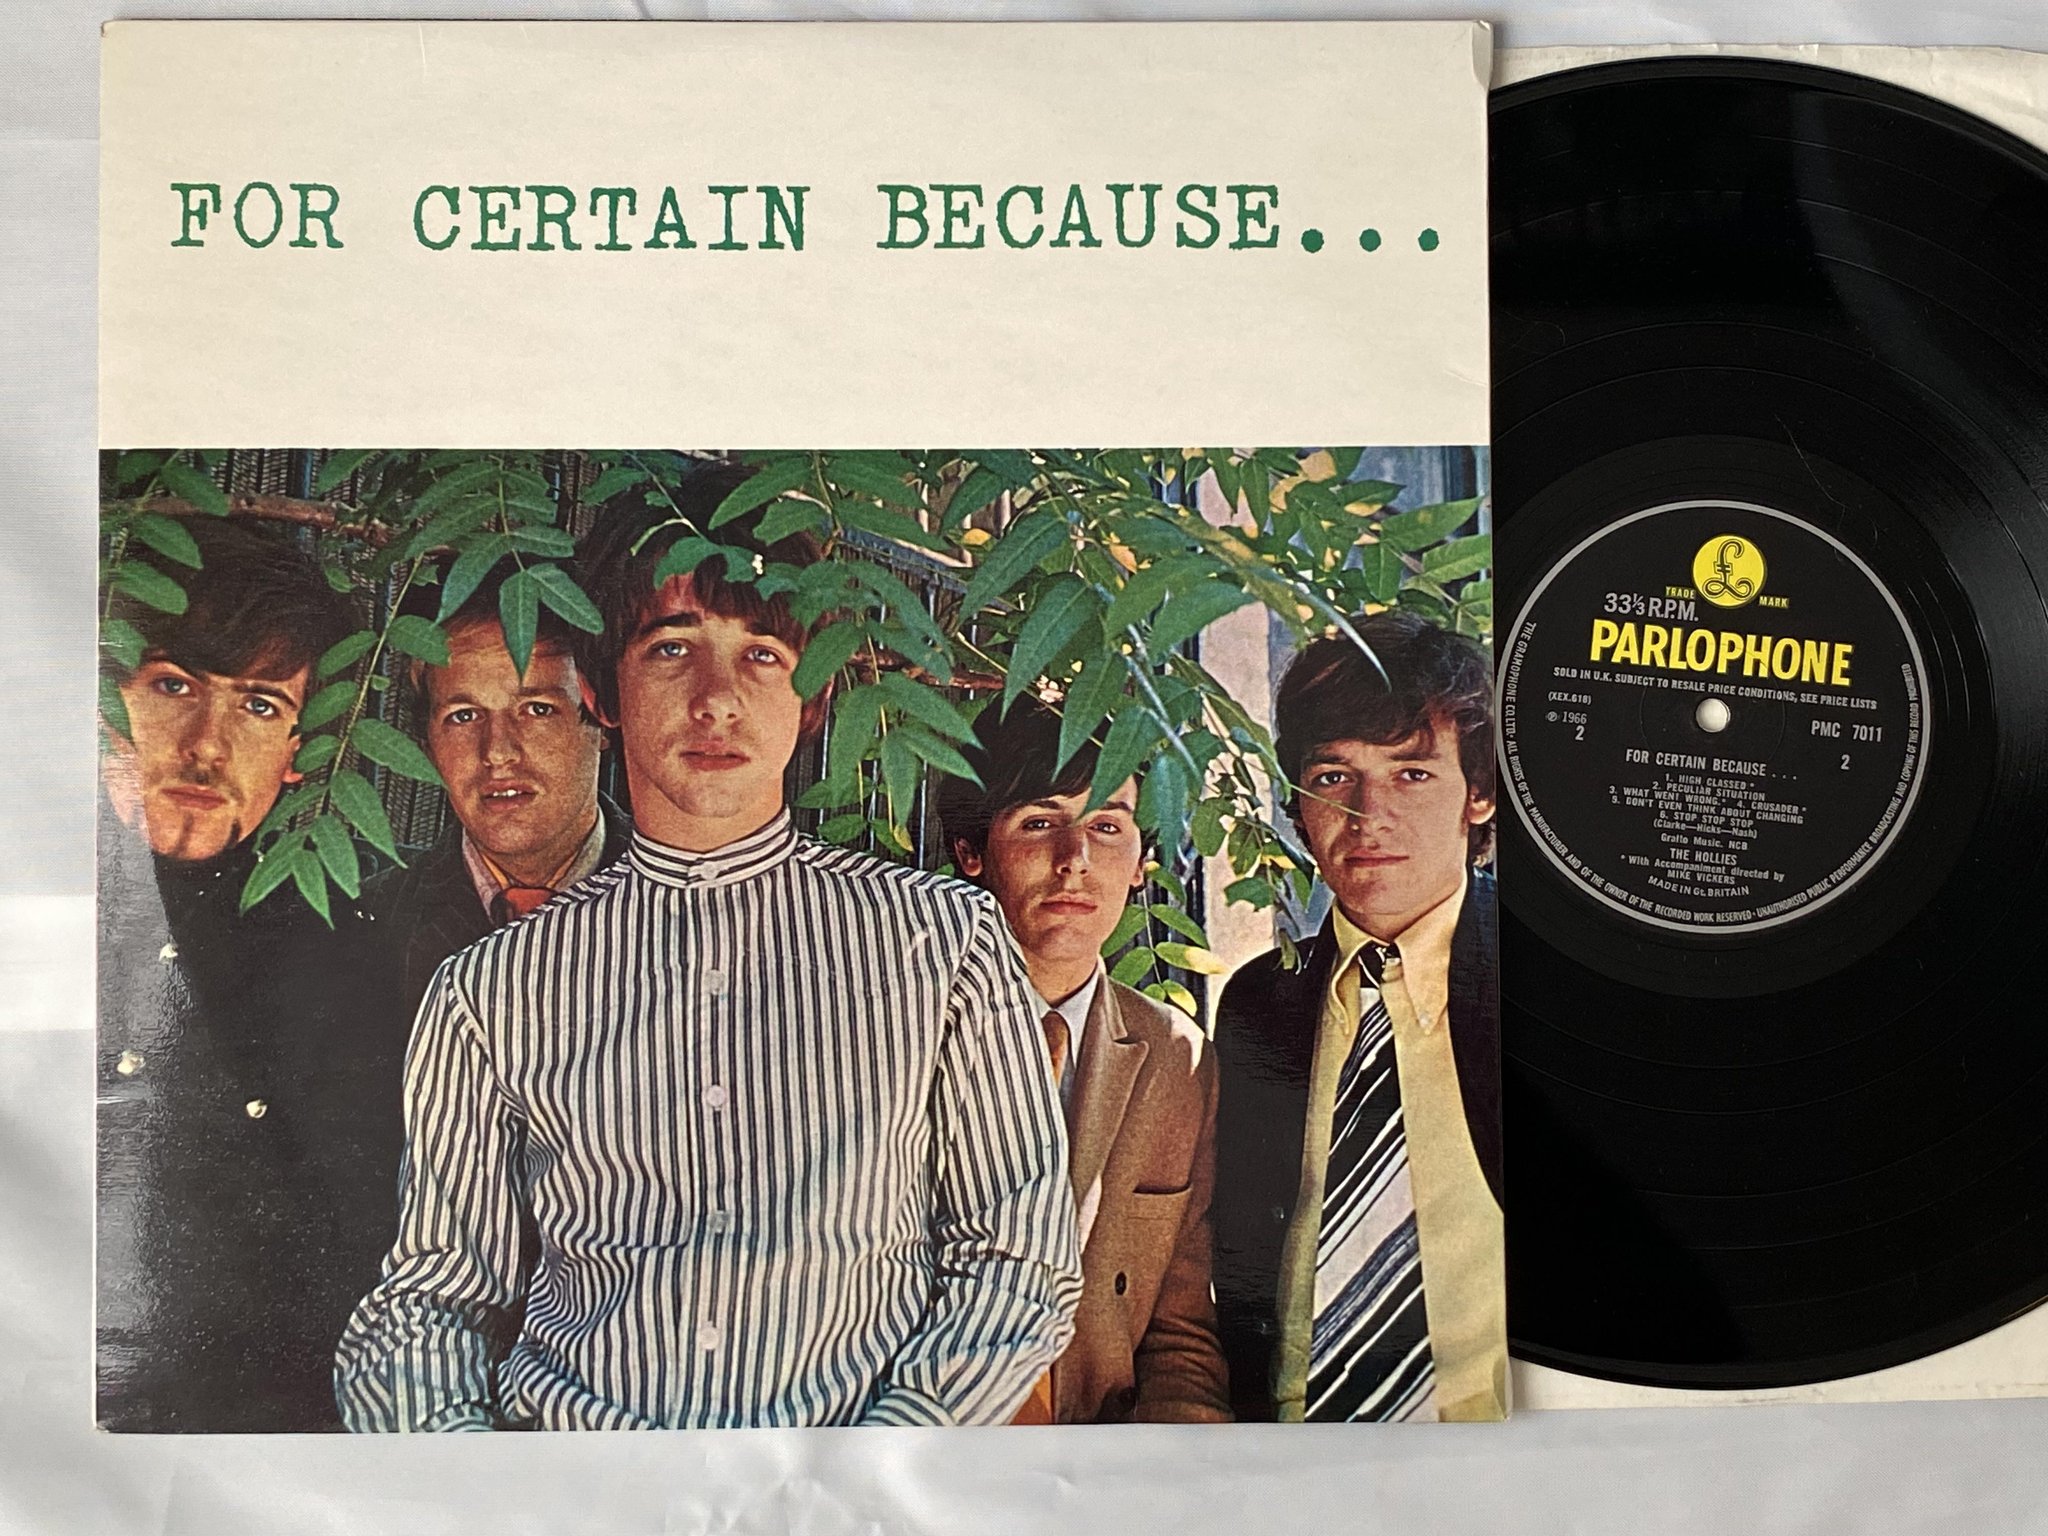 FOR CERTAIN BECAUSE...
TRADE MARK
33⅓ R.P.M.
PARLOPHONE
SOLD IN U.K. SUBJECT TO RESALE PRICE CONDITIONS, SEE PRICE LISTS
(XEX.618)
℗ 1966
2
PMC 7011
2
FOR CERTAIN BECAUSE . . .
1. HIGH CLASSED *
2. PECULIAR SITUATION
3. WHAT WENT WRONG. * 4. CRUSADER *
5. DON'T EVEN THINK ABOUT CHANGING
6. STOP STOP STOP
(Clarke—Hicks—Nash)
Gralto Music. NCB
THE HOLLIES
* With Accompaniment directed by
MIKE VICKERS
MADE IN Gt. BRITAIN
THE GRAMOPHONE CO. LTD. · ALL RIGHTS OF THE MANUFACTURER AND OF THE OWNER OF THE RECORDED WORK RESERVED · UNAUTHORISED PUBLIC PERFORMANCE BROADCASTING AND COPYING OF THIS RECORD PROHIBITED